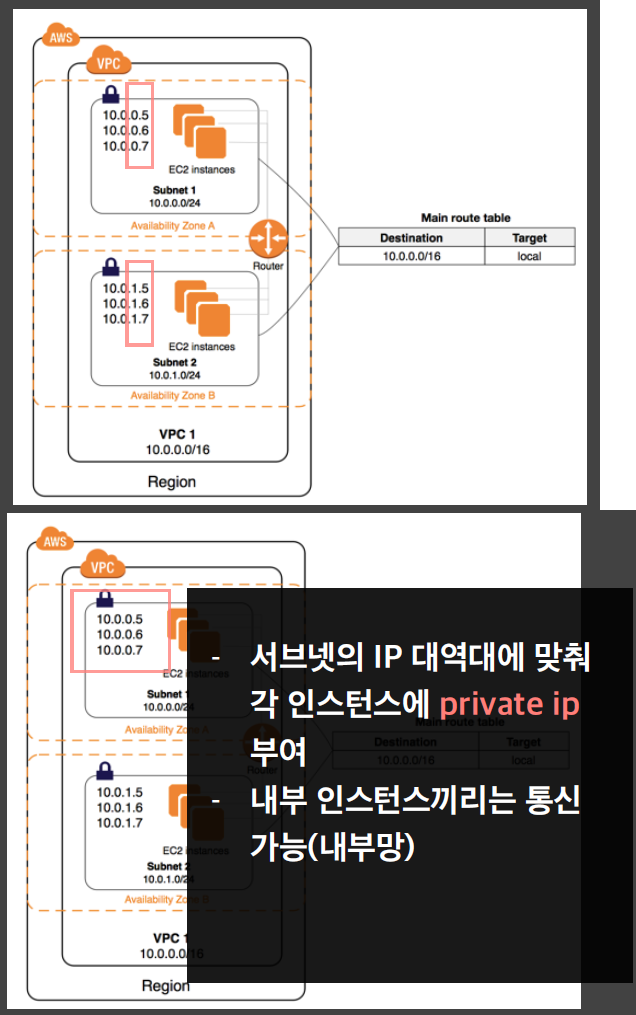 AWS
VPC
10.0.0.5
10.0.0.6
10.0.0.7
EC2 instances
Subnet 1
10.0.0.0/24
Availability Zone A
Router
Main route table
Destination Target
10.0.0.0/16 local
10.0.1.5
10.0.1.6
10.0.1.7
EC2 instances
Subnet 2
10.0.1.0/24
Availability Zone B
VPC 1
10.0.0.0/16
Region
AWS
VPC
10.0.0.5
10.0.0.6
10.0.0.7
EC2 instances
Subnet 1
10.0.0.0/24
Availability Zone A
Router
Main route table
Destination Target
10.0.0.0/16 local
- 서브넷의 IP 대역대에 맞춰
각 인스턴스에 private ip
부여
- 내부 인스턴스끼리는 통신
가능(내부망)
10.0.1.5
10.0.1.6
10.0.1.7
EC2 instances
Subnet 2
10.0.1.0/24
Availability Zone B
VPC 1
10.0.0.0/16
Region